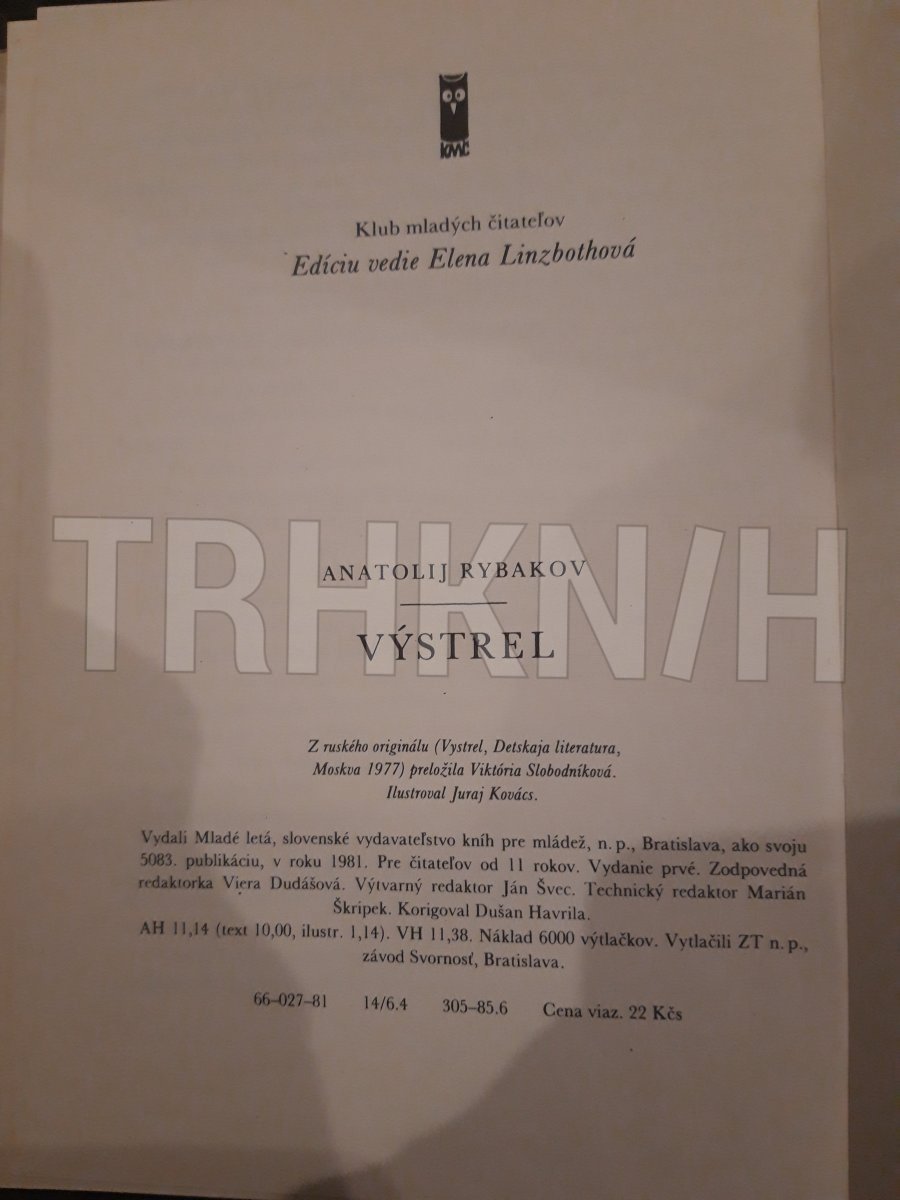 KMČ
Klub mladých čitateľov
Edíciu vedie Elena Linzbothová
TRHKNIH
ANATOLIJ RYBAKOV
VÝSTREL
Z ruského originálu (Vystrel, Detskaja literatura,
Moskva 1977) preložila Viktória Slobodníková.
Ilustroval Juraj Kovács.
Vydali Mladé letá, slovenské vydavateľstvo kníh pre mládež, n. p., Bratislava, ako svoju
5083. publikáciu, v roku 1981. Pre čitateľov od 11 rokov. Vydanie prvé. Zodpovedná
redaktorka Viera Dudášová. Výtvarný redaktor Ján Švec. Technický redaktor Marián
Škripek. Korigoval Dušan Havrila.
AH 11,14 (text 10,00, ilustr. 1,14). VH 11,38. Náklad 6000 výtlačkov. Vytlačili ZT n. p.,
závod Svornosť, Bratislava.
66–027–81 14/6.4 305–85.6 Cena viaz. 22 Kčs